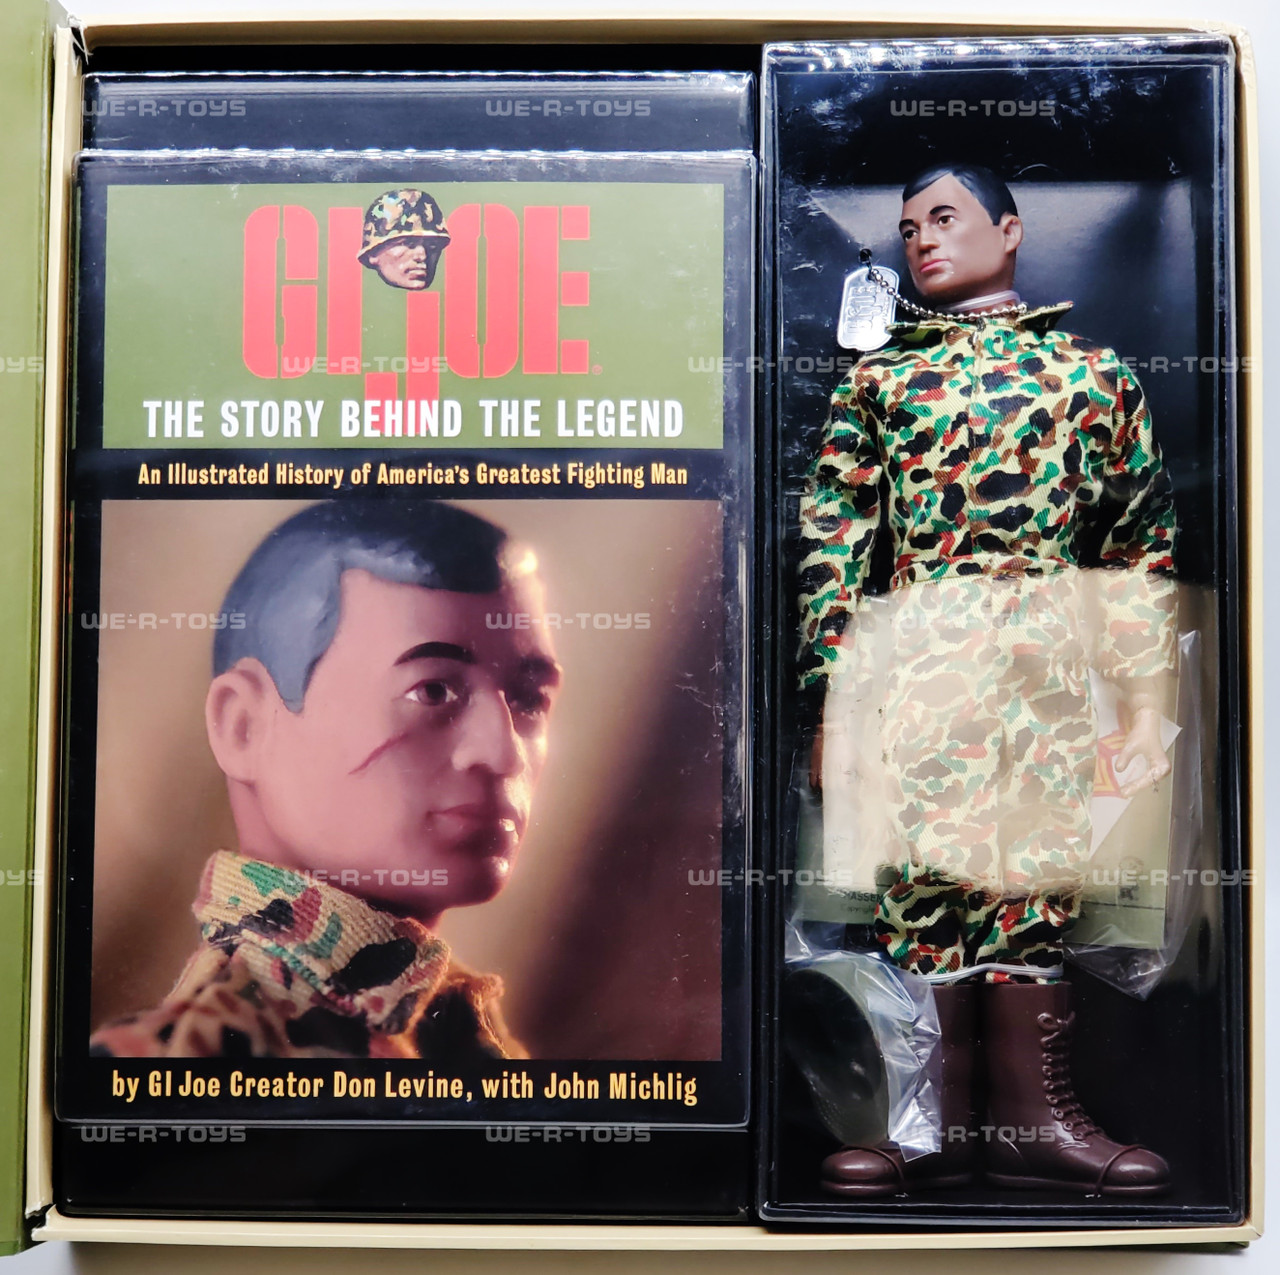 GI JOE
THE STORY BEHIND THE LEGEND
An Illustrated History of America's Greatest Fighting Man
by GI Joe Creator Don Levine, with John Michlig
WE-R-TOYS